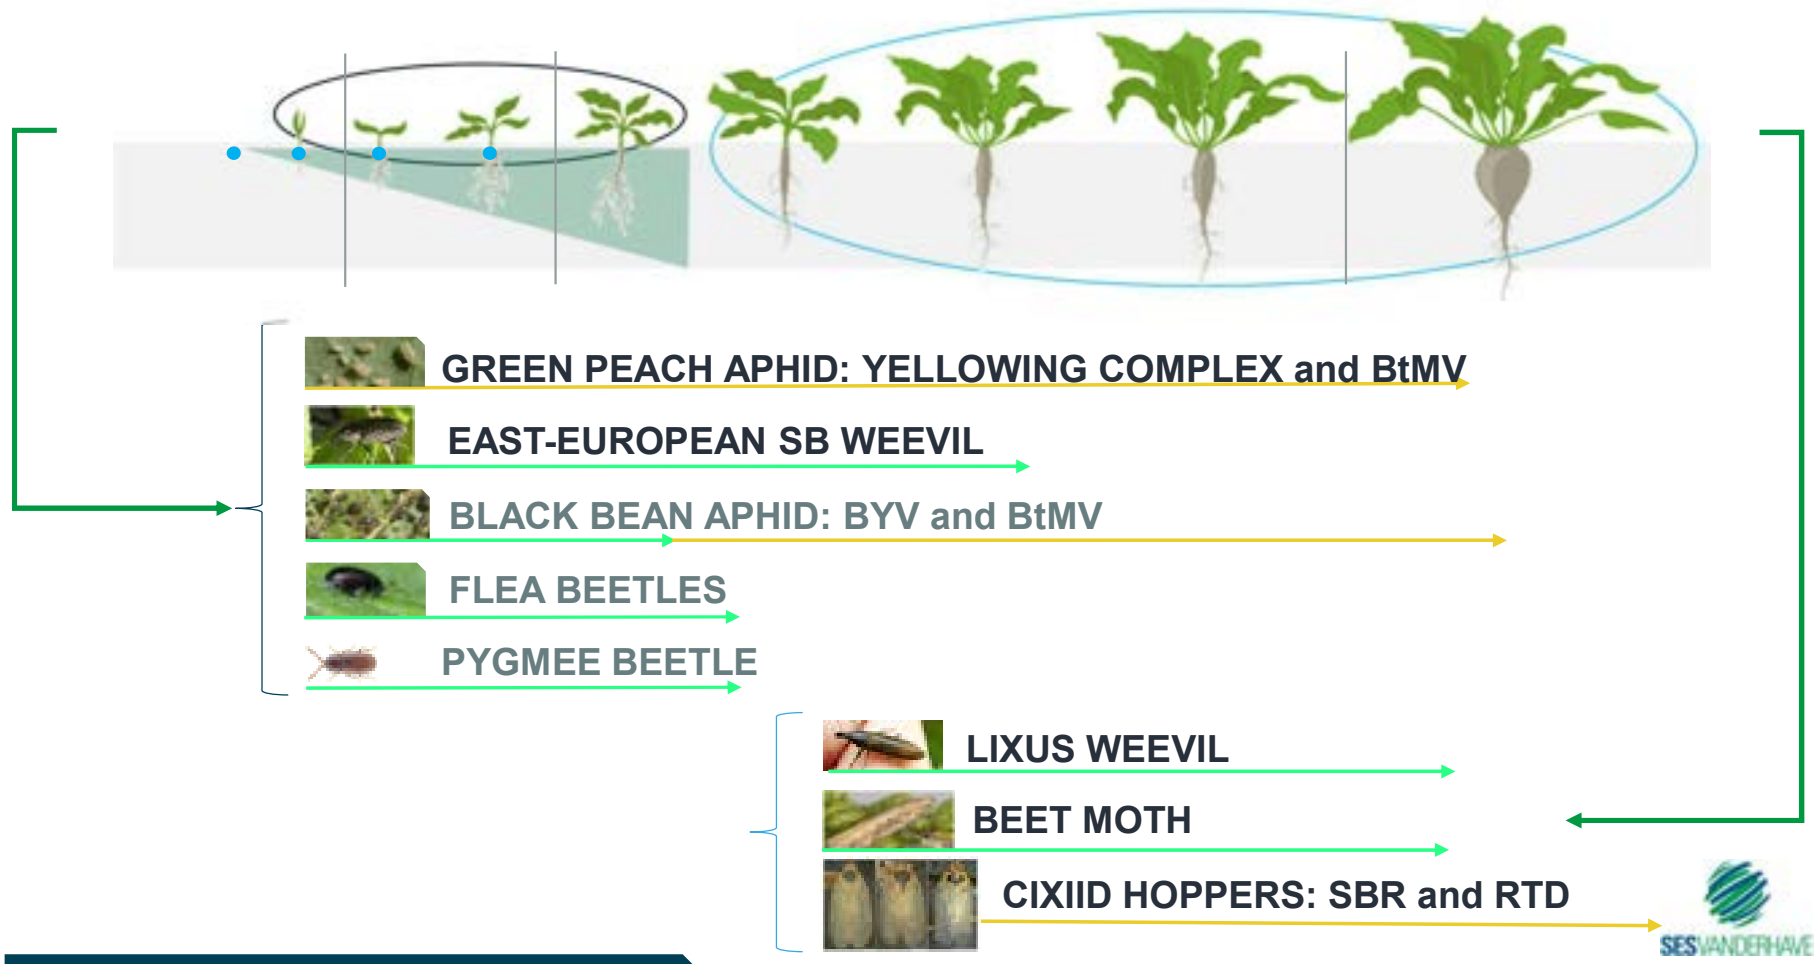 GREEN PEACH APHID: YELLOWING COMPLEX and BtMV
EAST-EUROPEAN SB WEEVIL
BLACK BEAN APHID: BYV and BtMV
FLEA BEETLES
PYGMEE BEETLE
LIXUS WEEVIL
BEET MOTH
CIXIID HOPPERS: SBR and RTD
SESVANDERHAVE